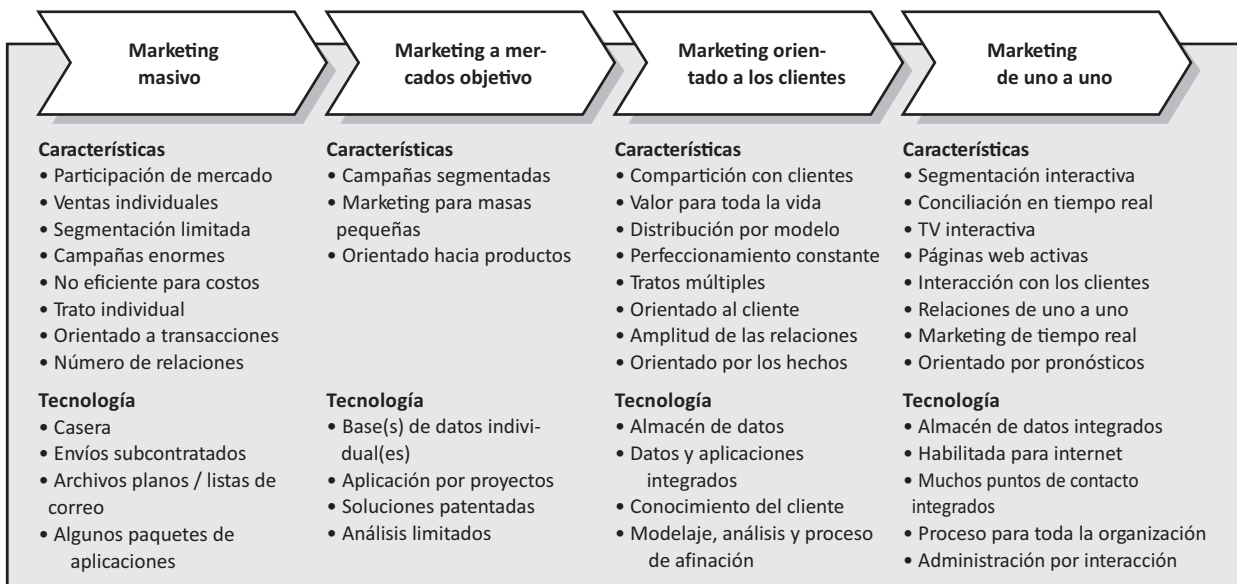 Marketing
masivo
Características
• Participación de mercado
• Ventas individuales
• Segmentación limitada
• Campañas enormes
• No eficiente para costos
• Trato individual
• Orientado a transacciones
• Número de relaciones
Tecnología
• Casera
• Envíos subcontratados
• Archivos planos / listas de
correo
• Algunos paquetes de
aplicaciones
Marketing a mer-
cados objetivo
Características
• Campañas segmentadas
• Marketing para masas
pequeñas
• Orientado hacia productos
Tecnología
• Base(s) de datos indivi-
dual(es)
• Aplicación por proyectos
• Soluciones patentadas
• Análisis limitados
Marketing orien-
tado a los clientes
Características
• Compartición con clientes
• Valor para toda la vida
• Distribución por modelo
• Perfeccionamiento constante
• Tratos múltiples
• Orientado al cliente
• Amplitud de las relaciones
• Orientado por los hechos
Tecnología
• Almacén de datos
• Datos y aplicaciones
integrados
• Conocimiento del cliente
• Modelaje, análisis y proceso
de afinación
Marketing
de uno a uno
Características
• Segmentación interactiva
• Conciliación en tiempo real
• TV interactiva
• Páginas web activas
• Interacción con los clientes
• Relaciones de uno a uno
• Marketing de tiempo real
• Orientado por pronósticos
Tecnología
• Almacén de datos integrados
• Habilitada para internet
• Muchos puntos de contacto
integrados
• Proceso para toda la organización
• Administración por interacción